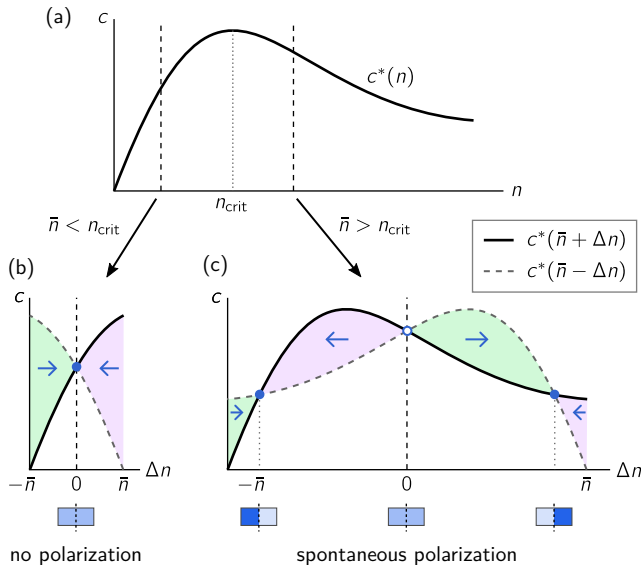 (a)
c
c*(n)
n
n_crit
n̄ < n_crit
n̄ > n_crit
c*(n̄ + Δn)
c*(n̄ − Δn)
(b)
c
−n̄
0
n̄
Δn
no polarization
(c)
c
−n̄
0
n̄
Δn
spontaneous polarization